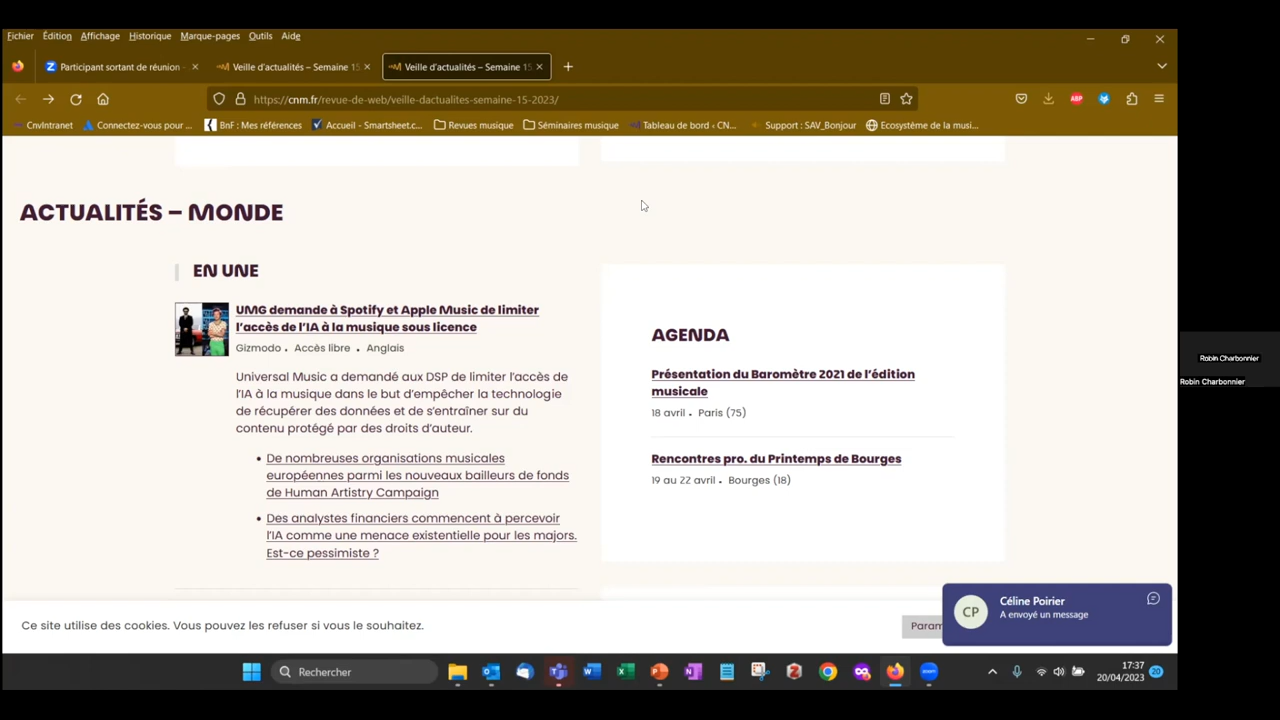 Fichier Édition Affichage Historique Marque-pages Outils Aide
Participant sortant de réunion - Veille d'actualités – Semaine 15 Veille d'actualités – Semaine 15
https://cnm.fr/revue-de-web/veille-dactualites-semaine-15-2023/
CnvIntranet Connectez-vous pour ... BnF : Mes références Accueil - Smartsheet.c... Revues musique Séminaires musique Tableau de bord ‹ CN... Support : SAV_Bonjour Ecosystème de la musi...
ACTUALITÉS – MONDE
EN UNE
UMG demande à Spotify et Apple Music de limiter
l'accès de l'IA à la musique sous licence
Gizmodo • Accès libre • Anglais
Universal Music a demandé aux DSP de limiter l'accès
de l'IA à la musique dans le but d'empêcher la technologie
de récupérer des données et de s'entraîner sur du
contenu protégé par des droits d'auteur.
• De nombreuses organisations musicales
européennes parmi les nouveaux bailleurs de fonds
de Human Artistry Campaign
• Des analystes financiers commencent à percevoir
l'IA comme une menace existentielle pour les majors.
Est-ce pessimiste ?
AGENDA
Présentation du Baromètre 2021 de l'édition
musicale
18 avril • Paris (75)
Rencontres pro. du Printemps de Bourges
19 au 22 avril • Bourges (18)
Ce site utilise des cookies. Vous pouvez les refuser si vous le souhaitez.
Param
CP
Céline Poirier
A envoyé un message
Robin Charbonnier
Robin Charbonnier
Rechercher
17:37
20/04/2023
20